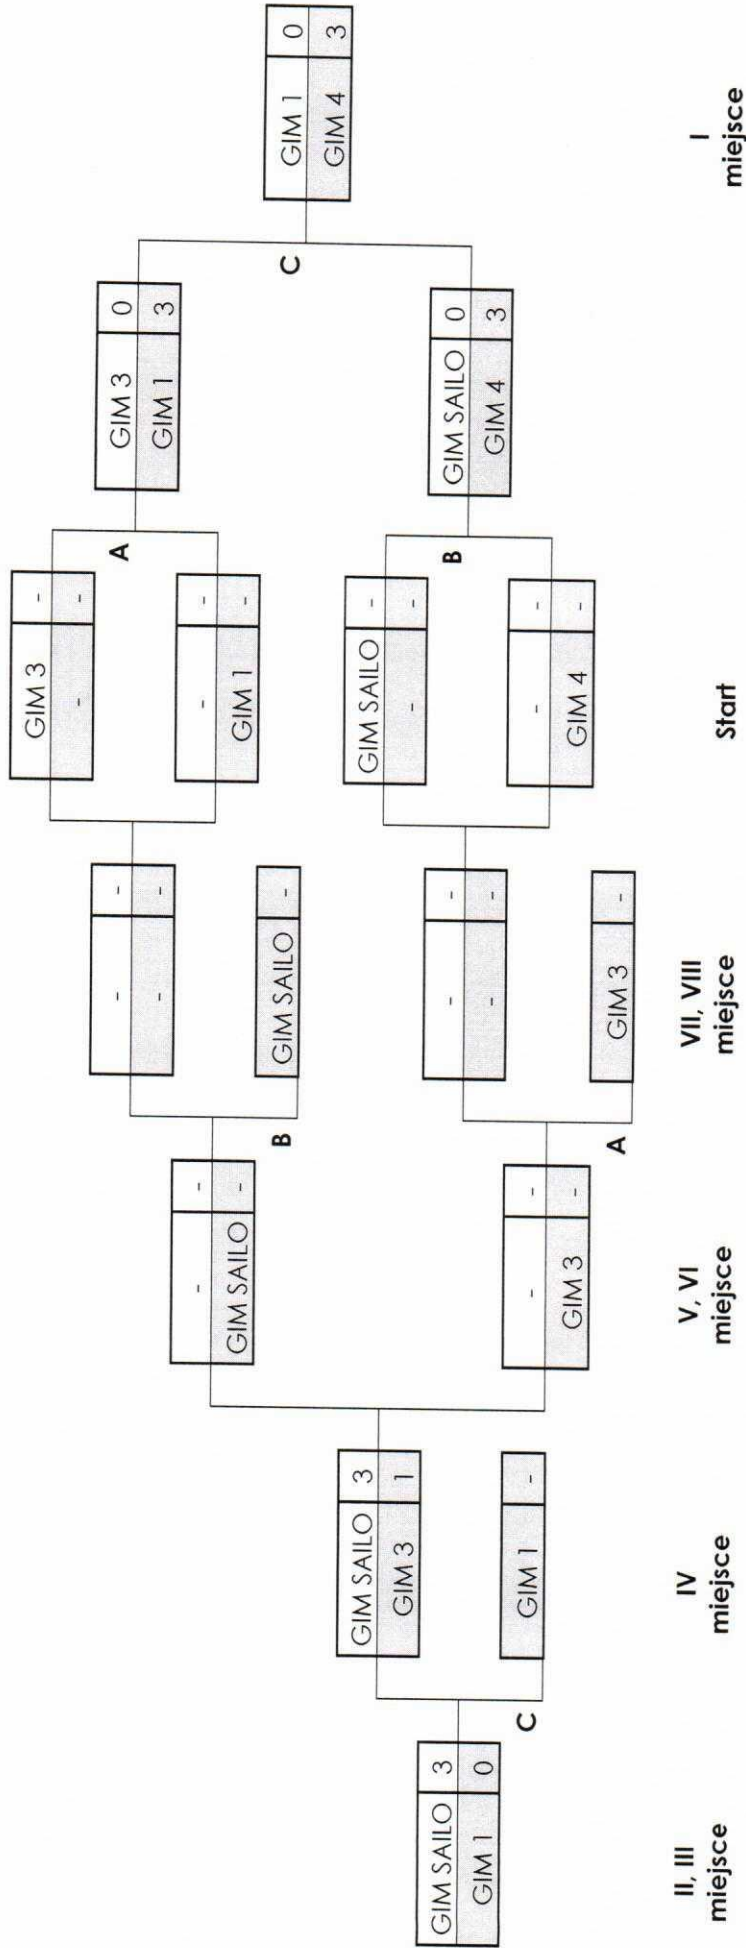 GIM SAILO 3
GIM 1 0
II, III
miejsce
GIM SAILO 3
GIM 3 1
GIM 1 -
C
IV
miejsce
- -
GIM SAILO -
- -
GIM 3 -
V, VI
miejsce
- -
- -
GIM SAILO -
B
- -
- -
GIM 3 -
A
VII, VIII
miejsce
GIM 3 -
- -
- -
GIM 1 -
GIM SAILO -
- -
- -
GIM 4 -
Start
A
GIM 3 0
GIM 1 3
B
GIM SAILO 0
GIM 4 3
C
GIM 1 0
GIM 4 3
I
miejsce